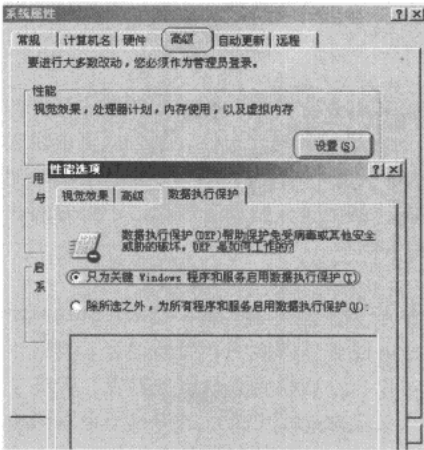 系统属性
常规 计算机名 硬件 高级 自动更新 远程
要进行大多数改动，您必须作为管理员登录。
性能
视觉效果，处理器计划，内存使用，以及虚拟内存
设置(S)
用
与
性能选项
视觉效果 高级 数据执行保护
数据执行保护(DEP)帮助保护免受病毒或其他安全
威胁的破坏。DEP 是如何工作的?
启
系
只为关键 Windows 程序和服务启用数据执行保护(T)
除所选之外，为所有程序和服务启用数据执行保护(U):